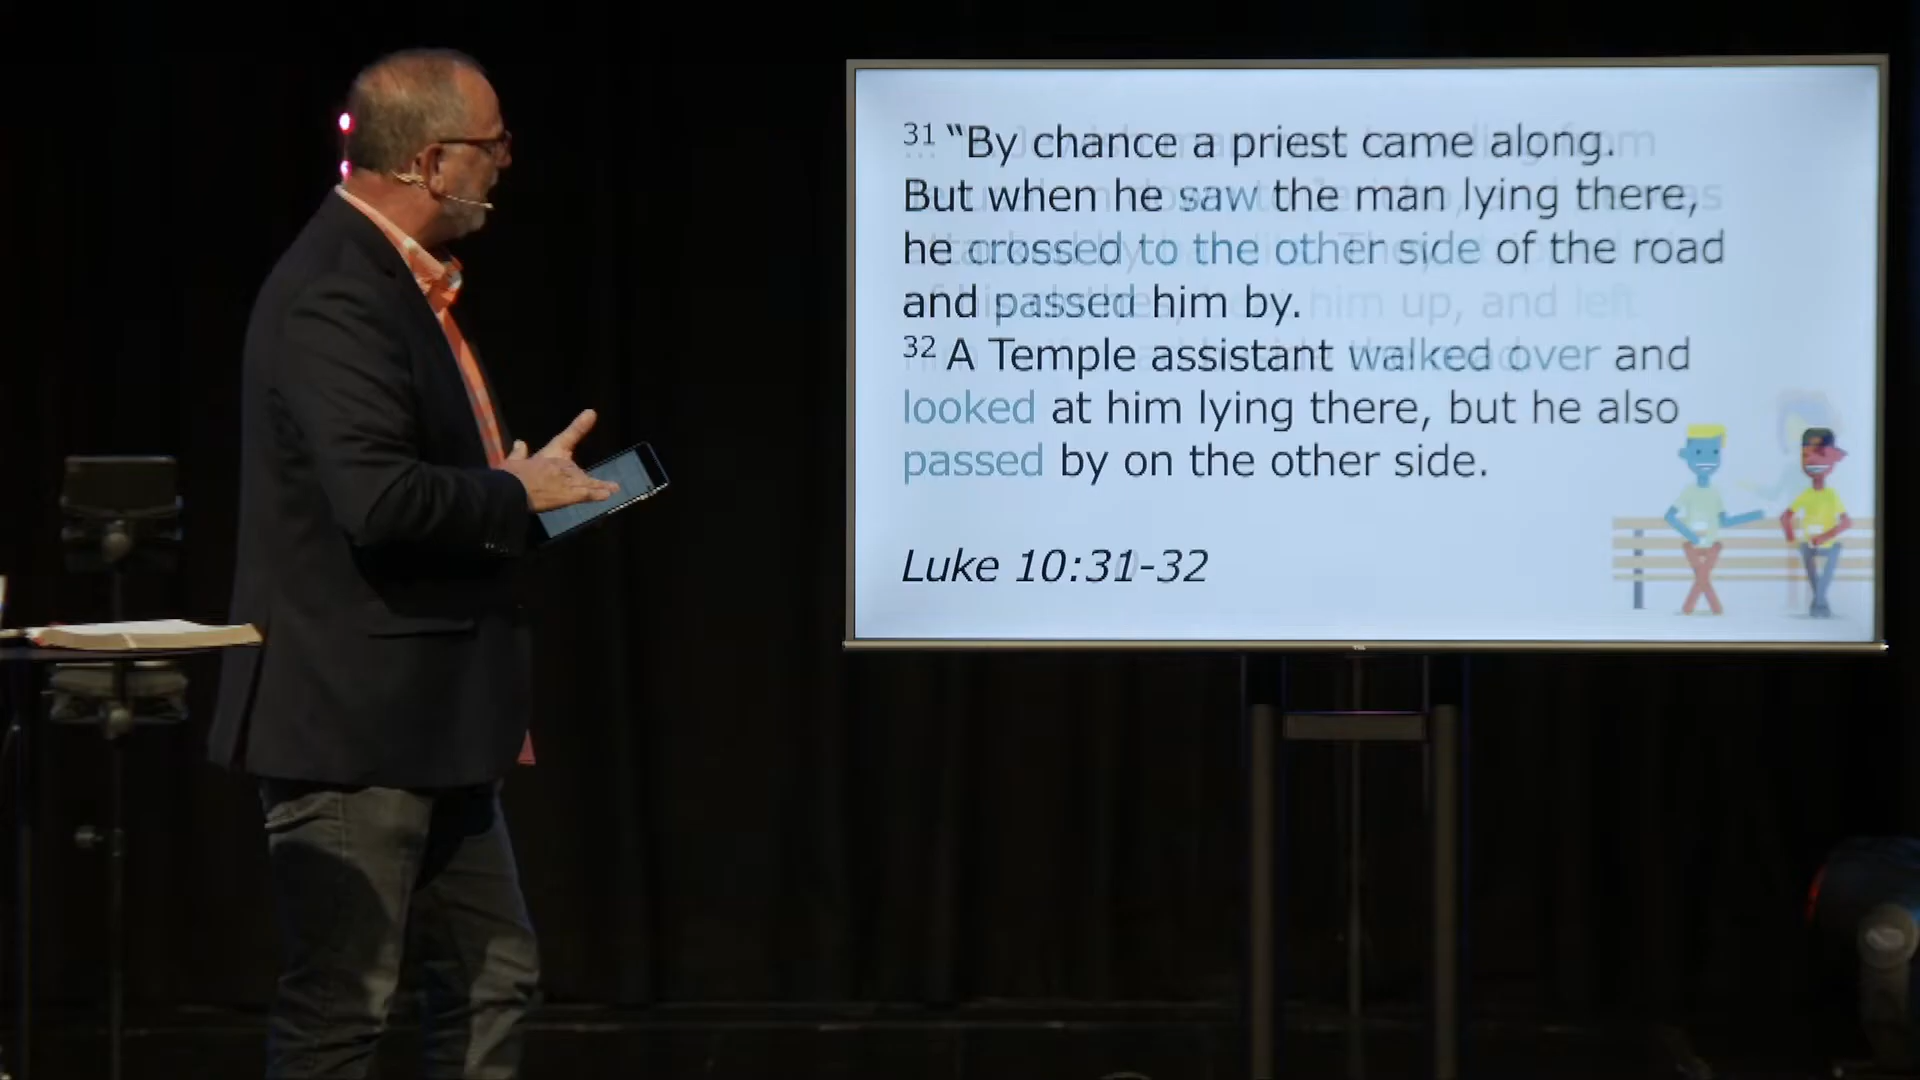 31 “By chance a priest came along.
But when he saw the man lying there,
he crossed to the other side of the road
and passed him by.
32 A Temple assistant walked over and
looked at him lying there, but he also
passed by on the other side.
Luke 10:31-32